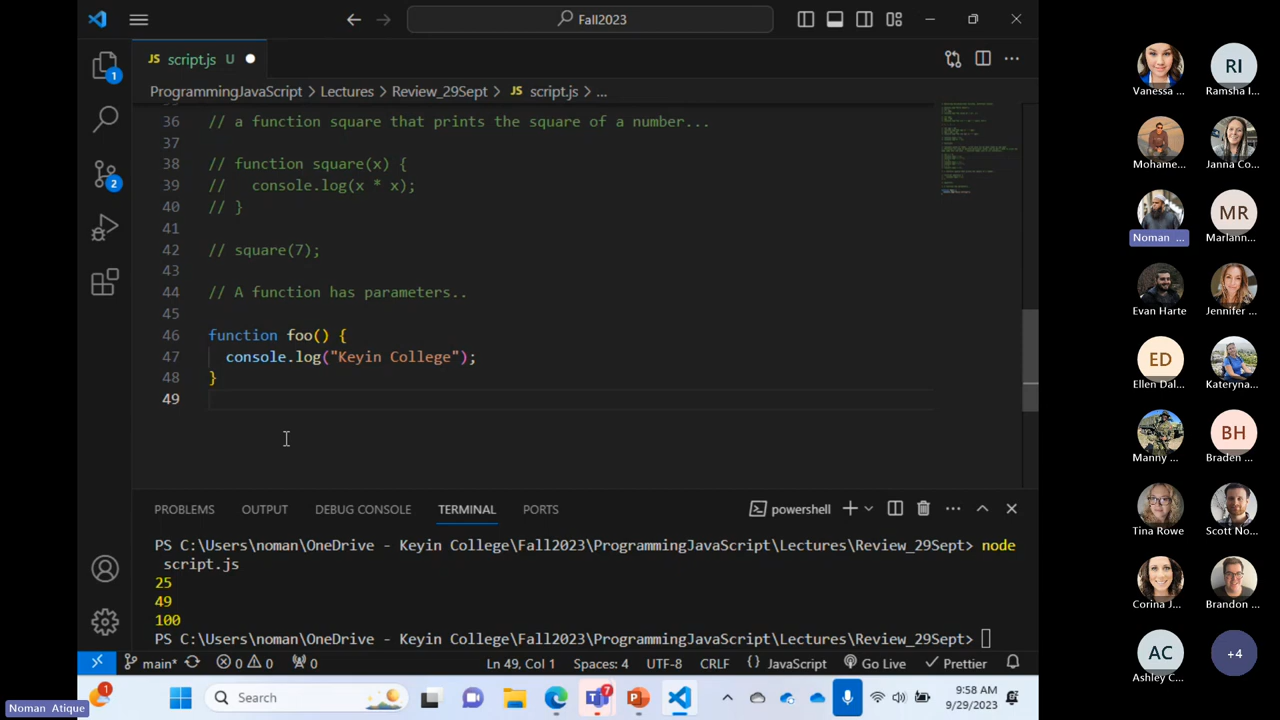 Fall2023
JS script.js U
ProgrammingJavaScript > Lectures > Review_29Sept > JS script.js > ...
36 // a function square that prints the square of a number...
37
38 // function square(x) {
39 //   console.log(x * x);
40 // }
41
42 // square(7);
43
44 // A function has parameters..
45
46 function foo() {
47   console.log("Keyin College");
48 }
49
1
2
PROBLEMS OUTPUT DEBUG CONSOLE TERMINAL PORTS
powershell
PS C:\Users\noman\OneDrive - Keyin College\Fall2023\ProgrammingJavaScript\Lectures\Review_29Sept> node
script.js
25
49
100
PS C:\Users\noman\OneDrive - Keyin College\Fall2023\ProgrammingJavaScript\Lectures\Review_29Sept>
main* 0 0 0 Ln 49, Col 1 Spaces: 4 UTF-8 CRLF {} JavaScript Go Live Prettier
1 Search 7 P 9:58 AM
9/29/2023
Noman Atique
RI
Vanessa ... Ramsha I...
Mohame... Janna Co...
MR
Noman ... Marlann...
Evan Harte Jennifer ...
ED
Ellen Dal... Kateryna...
BH
Manny ... Braden ...
Tina Rowe Scott No...
Corina J... Brandon ...
AC +4
Ashley C...